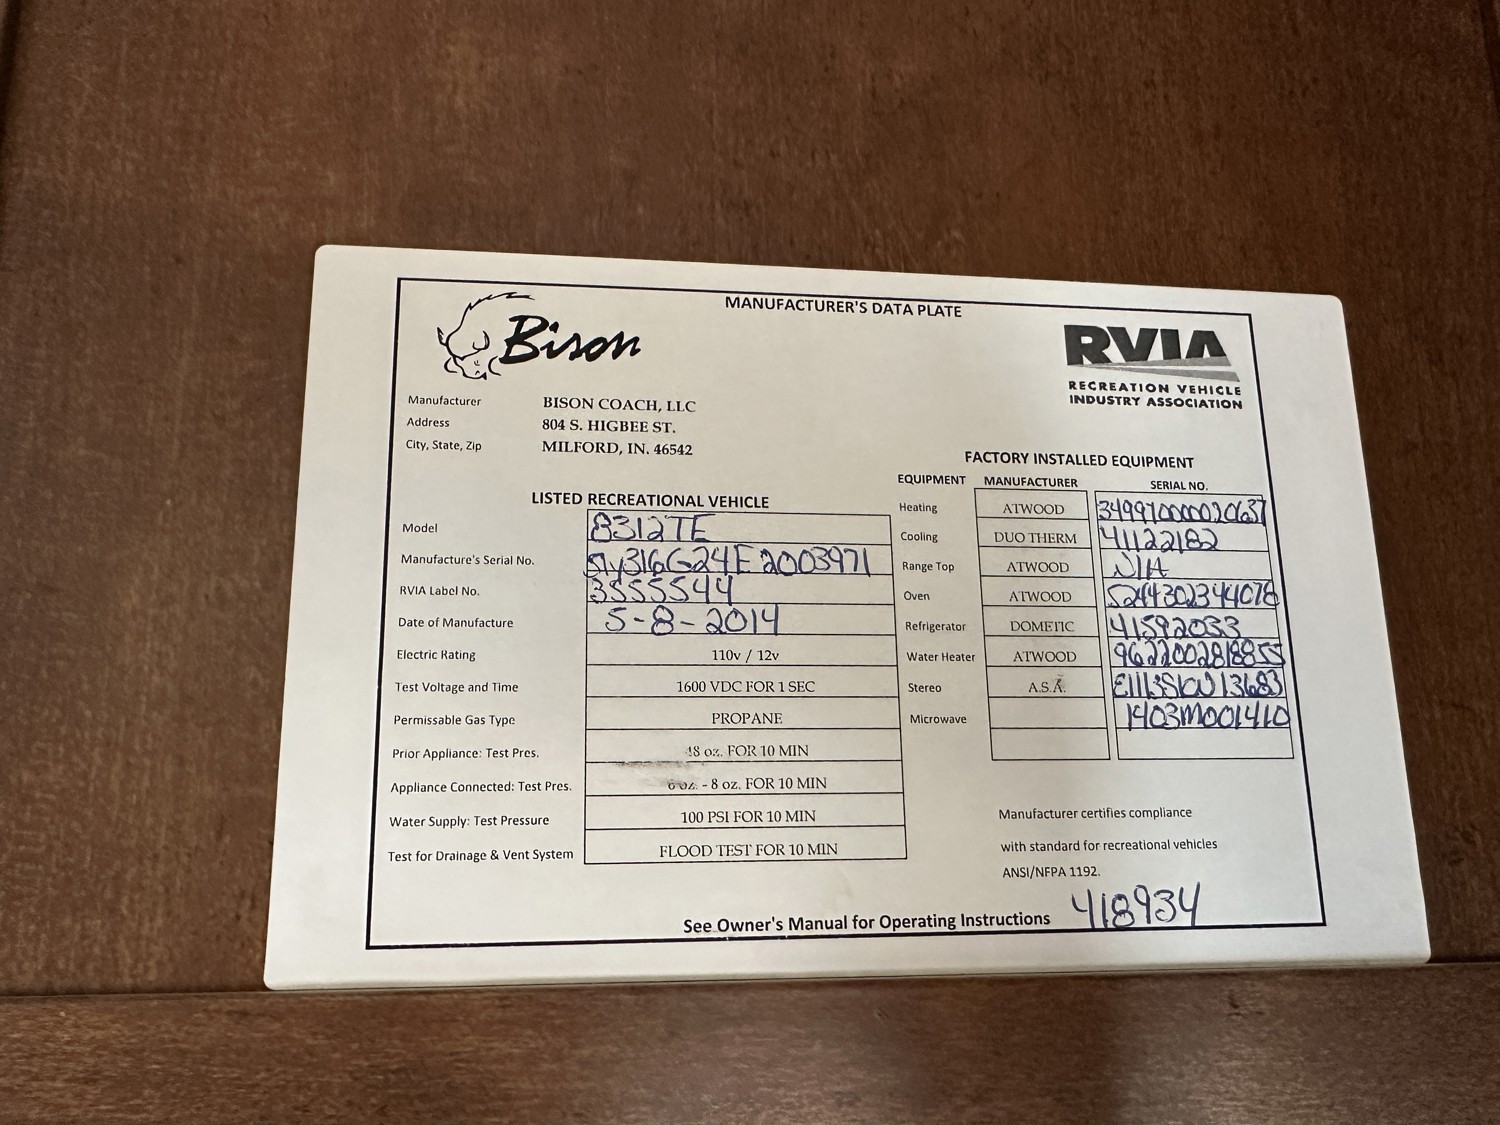 MANUFACTURER'S DATA PLATE
Bison
RVIA
RECREATION VEHICLE
INDUSTRY ASSOCIATION
Manufacturer BISON COACH, LLC
Address 804 S. HIGBEE ST.
City, State, Zip MILFORD, IN. 46542
LISTED RECREATIONAL VEHICLE
Model 8312TE
Manufacture's Serial No.
RVIA Label No. 3555544
Date of Manufacture 5-8-2014
Electric Rating 110v / 12v
Test Voltage and Time 1600 VDC FOR 1 SEC
Permissable Gas Type PROPANE
Prior Appliance: Test Pres. 18 oz. FOR 10 MIN
Appliance Connected: Test Pres. 6 oz. - 8 oz. FOR 10 MIN
Water Supply: Test Pressure 100 PSI FOR 10 MIN
Test for Drainage & Vent System FLOOD TEST FOR 10 MIN
FACTORY INSTALLED EQUIPMENT
EQUIPMENT MANUFACTURER SERIAL NO.
Heating ATWOOD
Cooling DUO THERM 41122182
Range Top ATWOOD N/A
Oven ATWOOD 5244302344078
Refrigerator DOMETIC 41592033
Water Heater ATWOOD 9622002818855
Stereo A.S.A.
Microwave 1403M001410
Manufacturer certifies compliance
with standard for recreational vehicles
ANSI/NFPA 1192.
See Owner's Manual for Operating Instructions 418934